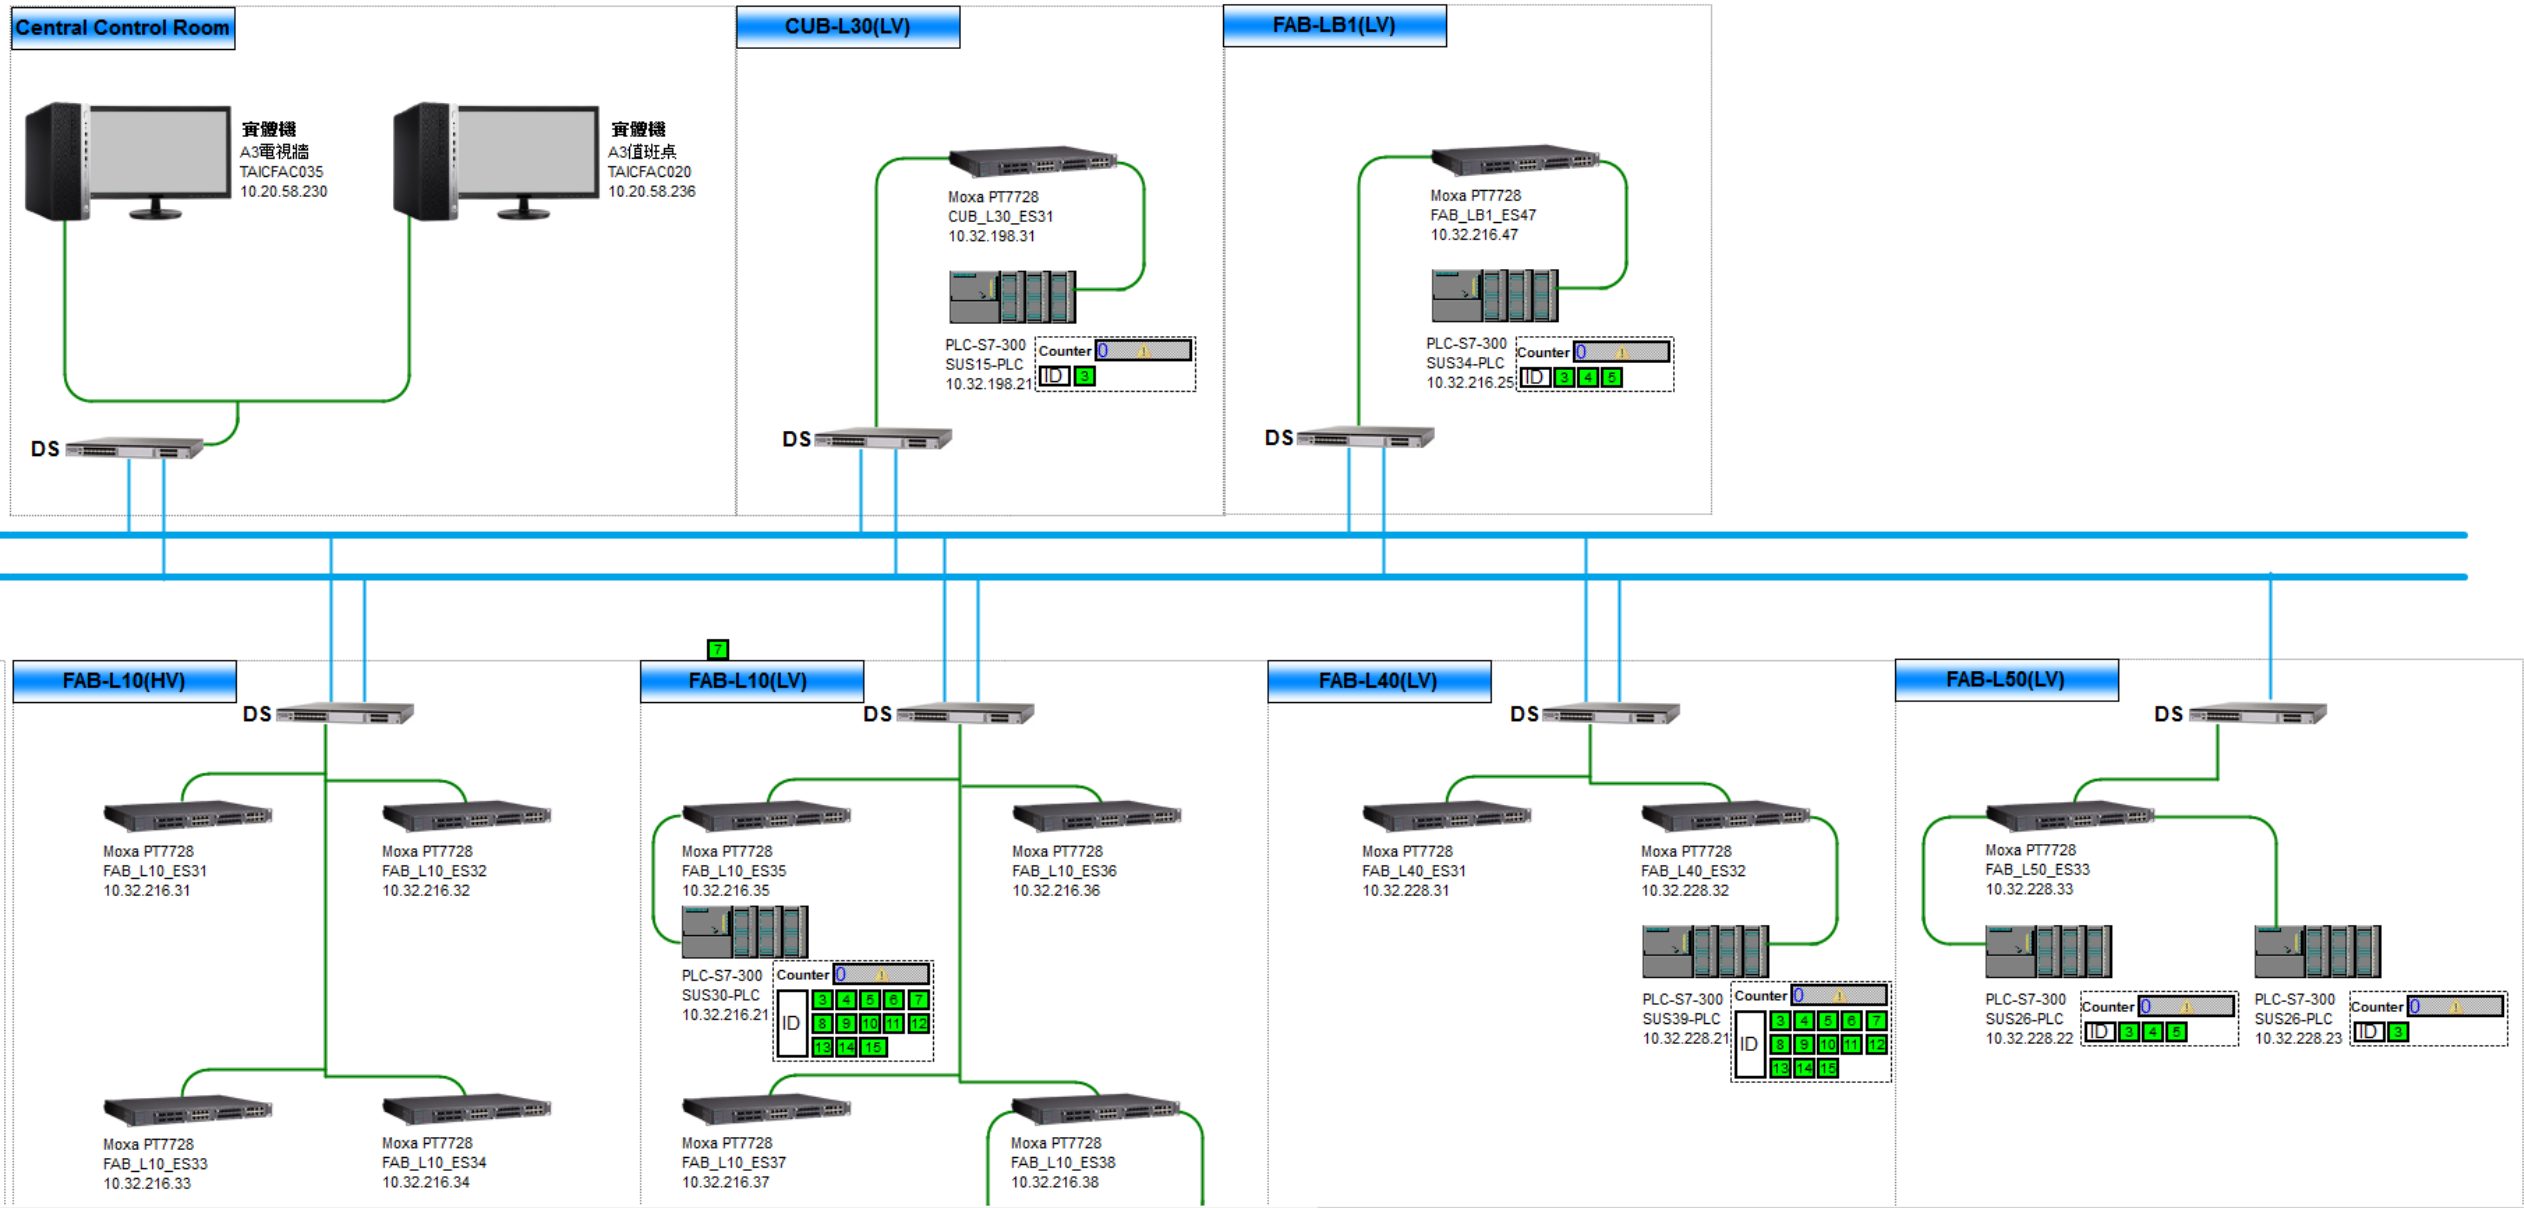 Central Control Room
實體機
A3電視牆
TAICFAC035
10.20.58.230
實體機
A3值班桌
TAICFAC020
10.20.58.236
DS
CUB-L30(LV)
Moxa PT7728
CUB_L30_ES31
10.32.198.31
PLC-S7-300
SUS15-PLC
10.32.198.21
Counter 0
ID 3
DS
FAB-LB1(LV)
Moxa PT7728
FAB_LB1_ES47
10.32.216.47
PLC-S7-300
SUS34-PLC
10.32.216.25
Counter 0
ID 3 4 5
DS
7
FAB-L10(HV)
DS
Moxa PT7728
FAB_L10_ES31
10.32.216.31
Moxa PT7728
FAB_L10_ES32
10.32.216.32
Moxa PT7728
FAB_L10_ES33
10.32.216.33
Moxa PT7728
FAB_L10_ES34
10.32.216.34
FAB-L10(LV)
DS
Moxa PT7728
FAB_L10_ES35
10.32.216.35
Moxa PT7728
FAB_L10_ES36
10.32.216.36
PLC-S7-300
SUS30-PLC
10.32.216.21
Counter 0
ID
3 4 5 6 7
8 9 10 11 12
13 14 15
Moxa PT7728
FAB_L10_ES37
10.32.216.37
Moxa PT7728
FAB_L10_ES38
10.32.216.38
FAB-L40(LV)
DS
Moxa PT7728
FAB_L40_ES31
10.32.228.31
Moxa PT7728
FAB_L40_ES32
10.32.228.32
PLC-S7-300
SUS39-PLC
10.32.228.21
Counter 0
ID
3 4 5 6 7
8 9 10 11 12
13 14 15
FAB-L50(LV)
DS
Moxa PT7728
FAB_L50_ES33
10.32.228.33
PLC-S7-300
SUS26-PLC
10.32.228.22
Counter 0
ID 3 4 5
PLC-S7-300
SUS26-PLC
10.32.228.23
Counter 0
ID 3